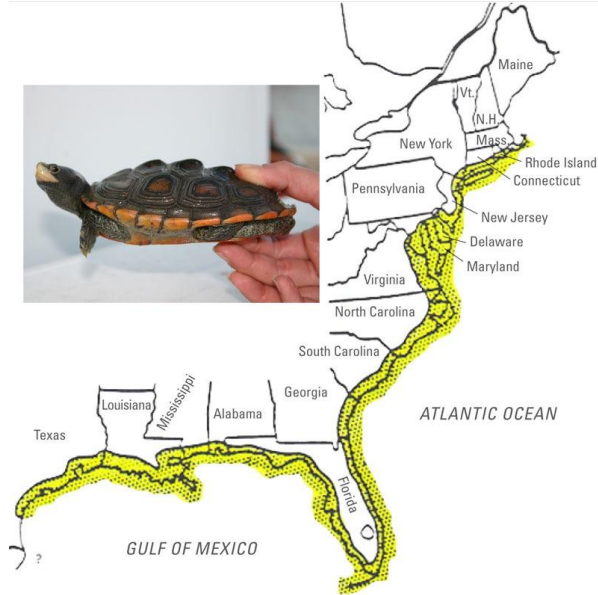 Maine
Vt.
N.H.
Mass.
New York
Rhode Island
Connecticut
Pennsylvania
New Jersey
Delaware
Maryland
Virginia
North Carolina
South Carolina
Georgia
Mississippi
Louisiana
Alabama
Texas
ATLANTIC OCEAN
Florida
GULF OF MEXICO
?